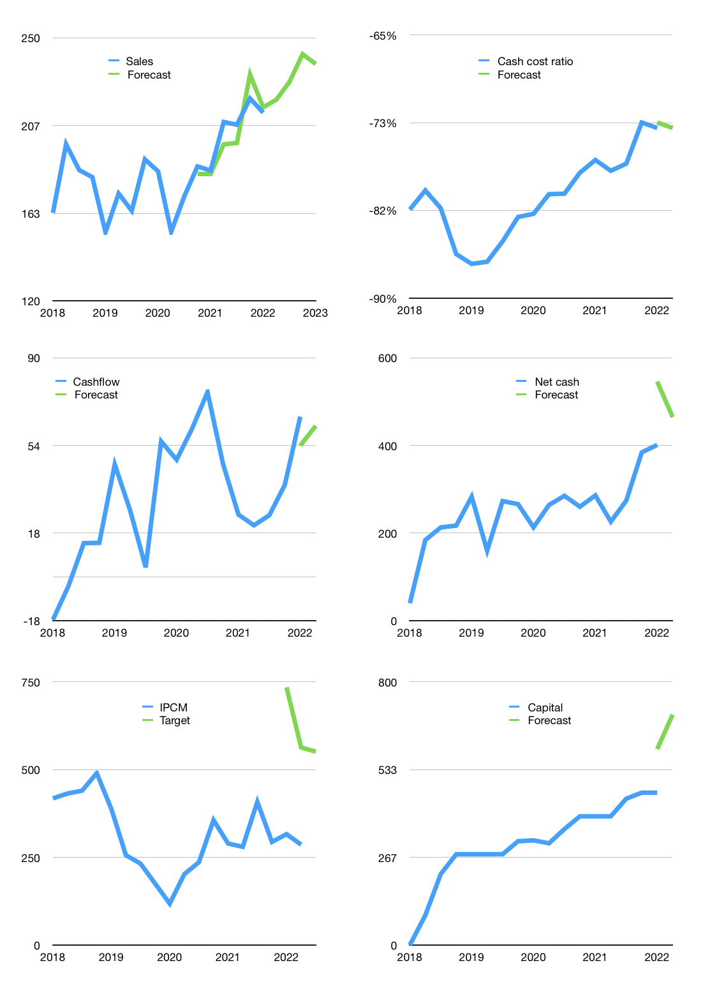 250
Sales
Forecast
207
163
120
2018 2019 2020 2021 2022 2023
-65%
Cash cost ratio
Forecast
-73%
-82%
-90%
2018 2019 2020 2021 2022
90
Cashflow
Forecast
54
18
-18
2018 2019 2020 2021 2022
600
Net cash
Forecast
400
200
0
2018 2019 2020 2021 2022
750
IPCM
Target
500
250
0
2018 2019 2020 2021 2022
800
Capital
Forecast
533
267
0
2018 2019 2020 2021 2022